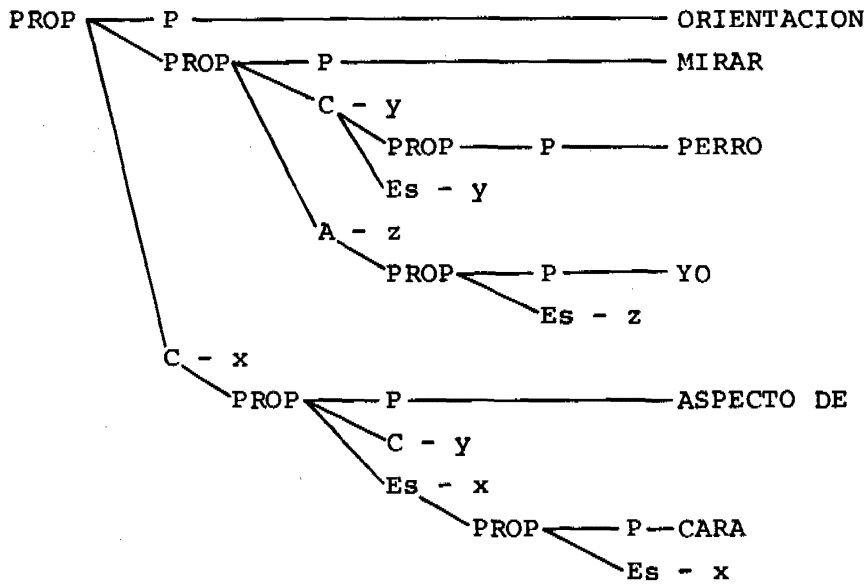 PROP P ORIENTACION
PROP P MIRAR
C - y
PROP P PERRO
Es - y
A - z
PROP P YO
Es - z
C - x
PROP P ASPECTO DE
C - y
Es - x
PROP P CARA
Es - x